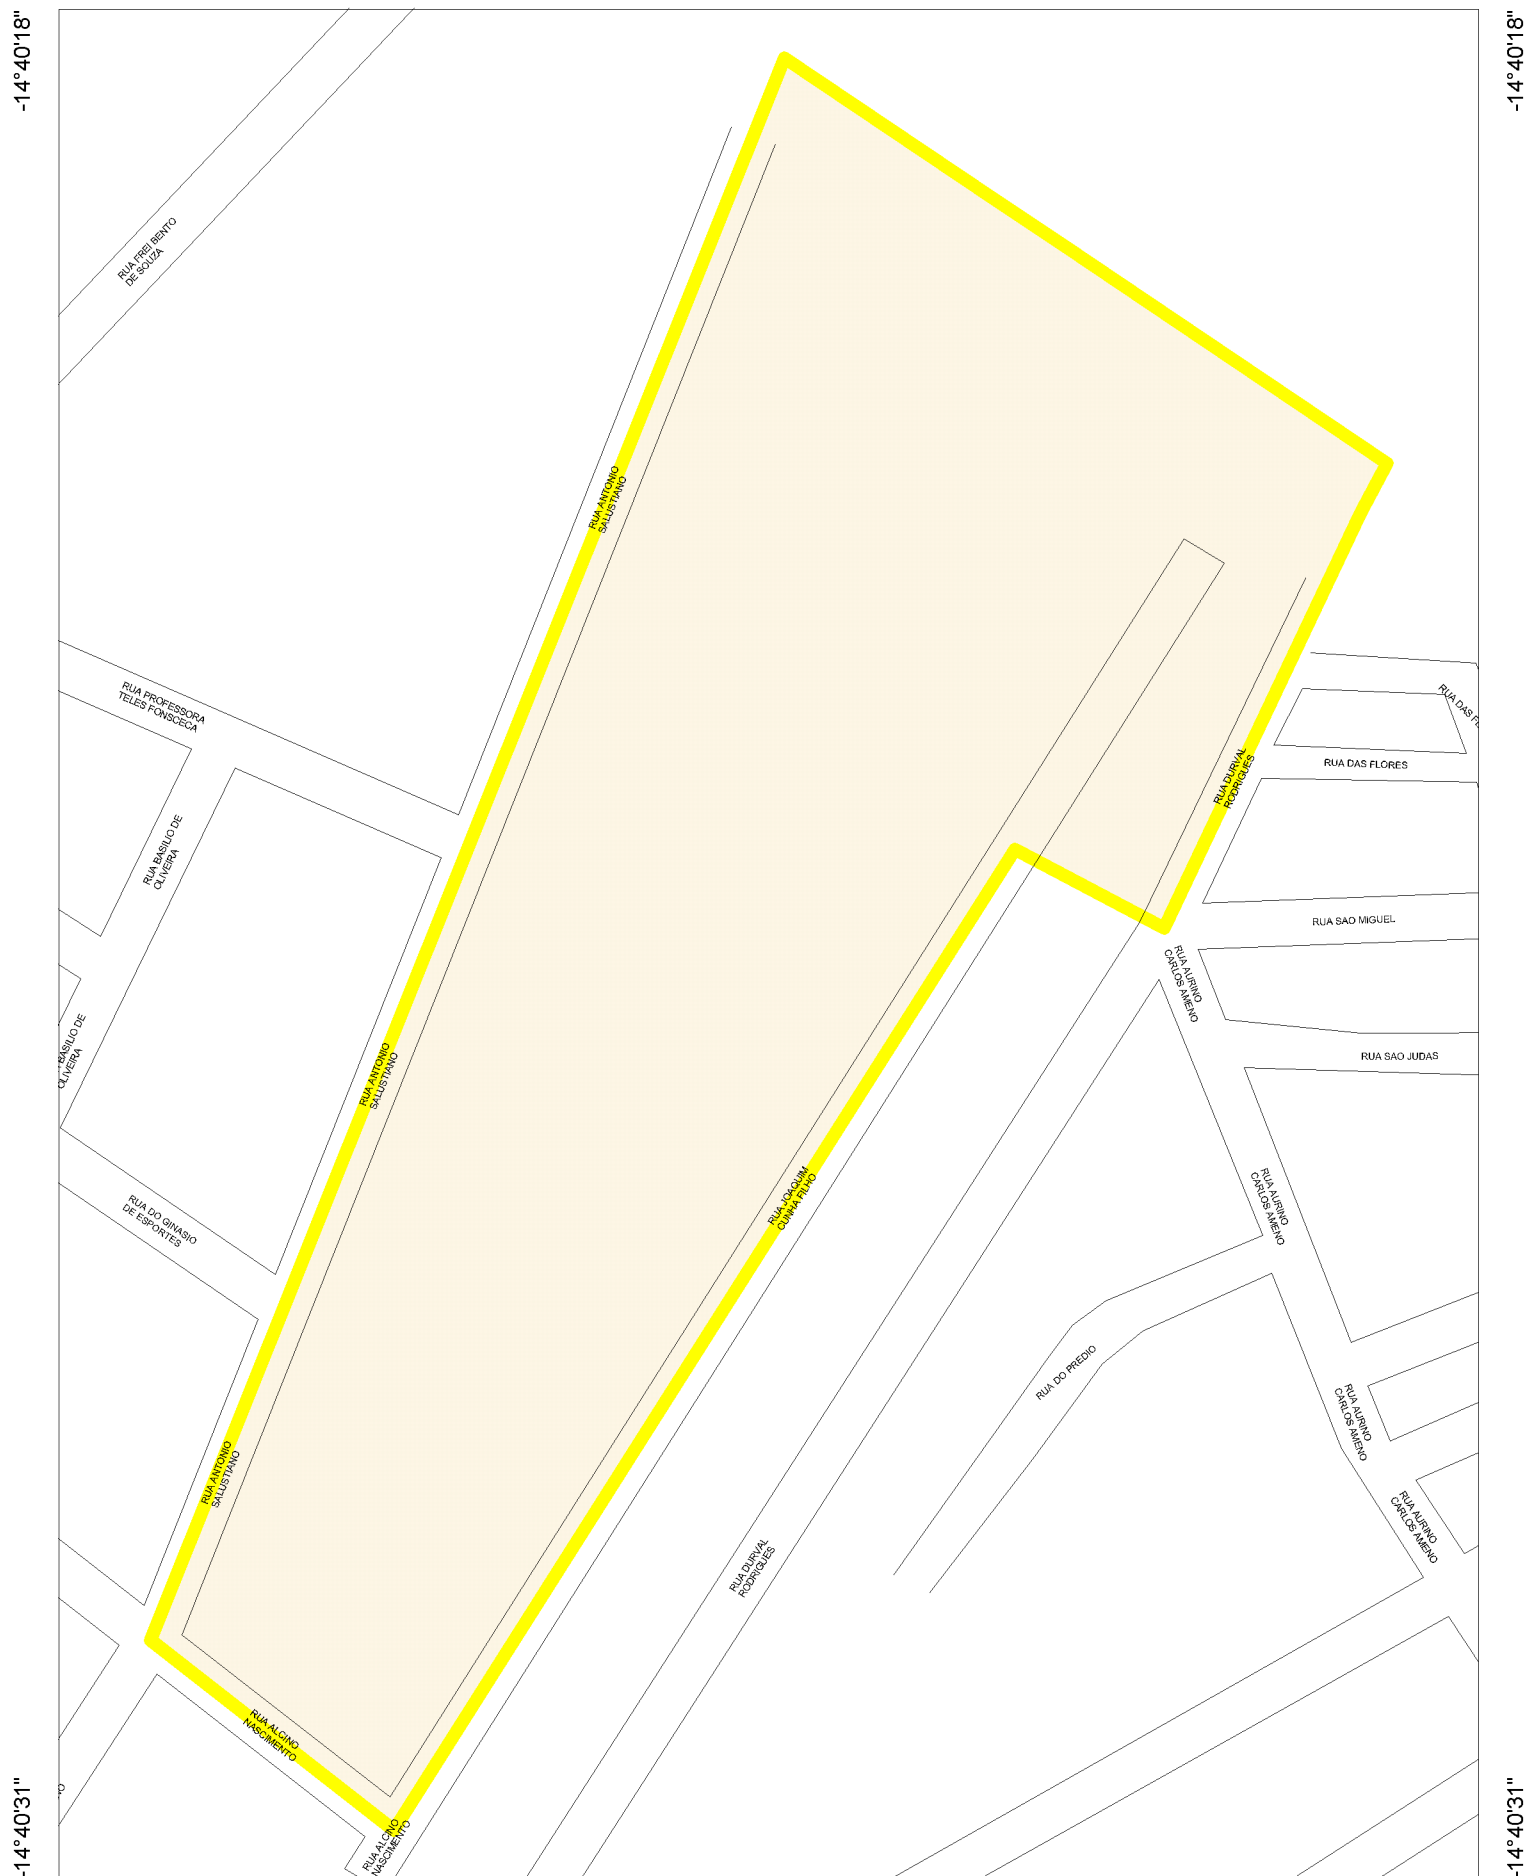 -14°40'18"
-14°40'18"
RUA FREI BENTO
DE SOUZA
RUA ANTONIO
SALUSTIANO
RUA PROFESSORA
TELES FONSCECA
RUA DAS
RUA DURVAL
RODRIGUES
RUA DAS FLORES
RUA BASILIO DE
OLIVEIRA
RUA SAO MIGUEL
RUA AURINO
CARLOS AMENO
BASILIO DE
OLIVEIRA
RUA ANTONIO
SALUSTIANO
RUA SAO JUDAS
RUA JOAQUIM
CUNHA FILHO
RUA DO GINASIO
DE ESPORTES
RUA AURINO
CARLOS AMENO
RUA DO PREDIO
RUA AURINO
CARLOS AMENO
RUA ANTONIO
SALUSTIANO
RUA AURINO
CARLOS AMENO
RUA DURVAL
RODRIGUES
RUA ALCINO
NASCIMENTO
RUA ALCINO
NASCIMENTO
-14°40'31"
-14°40'31"